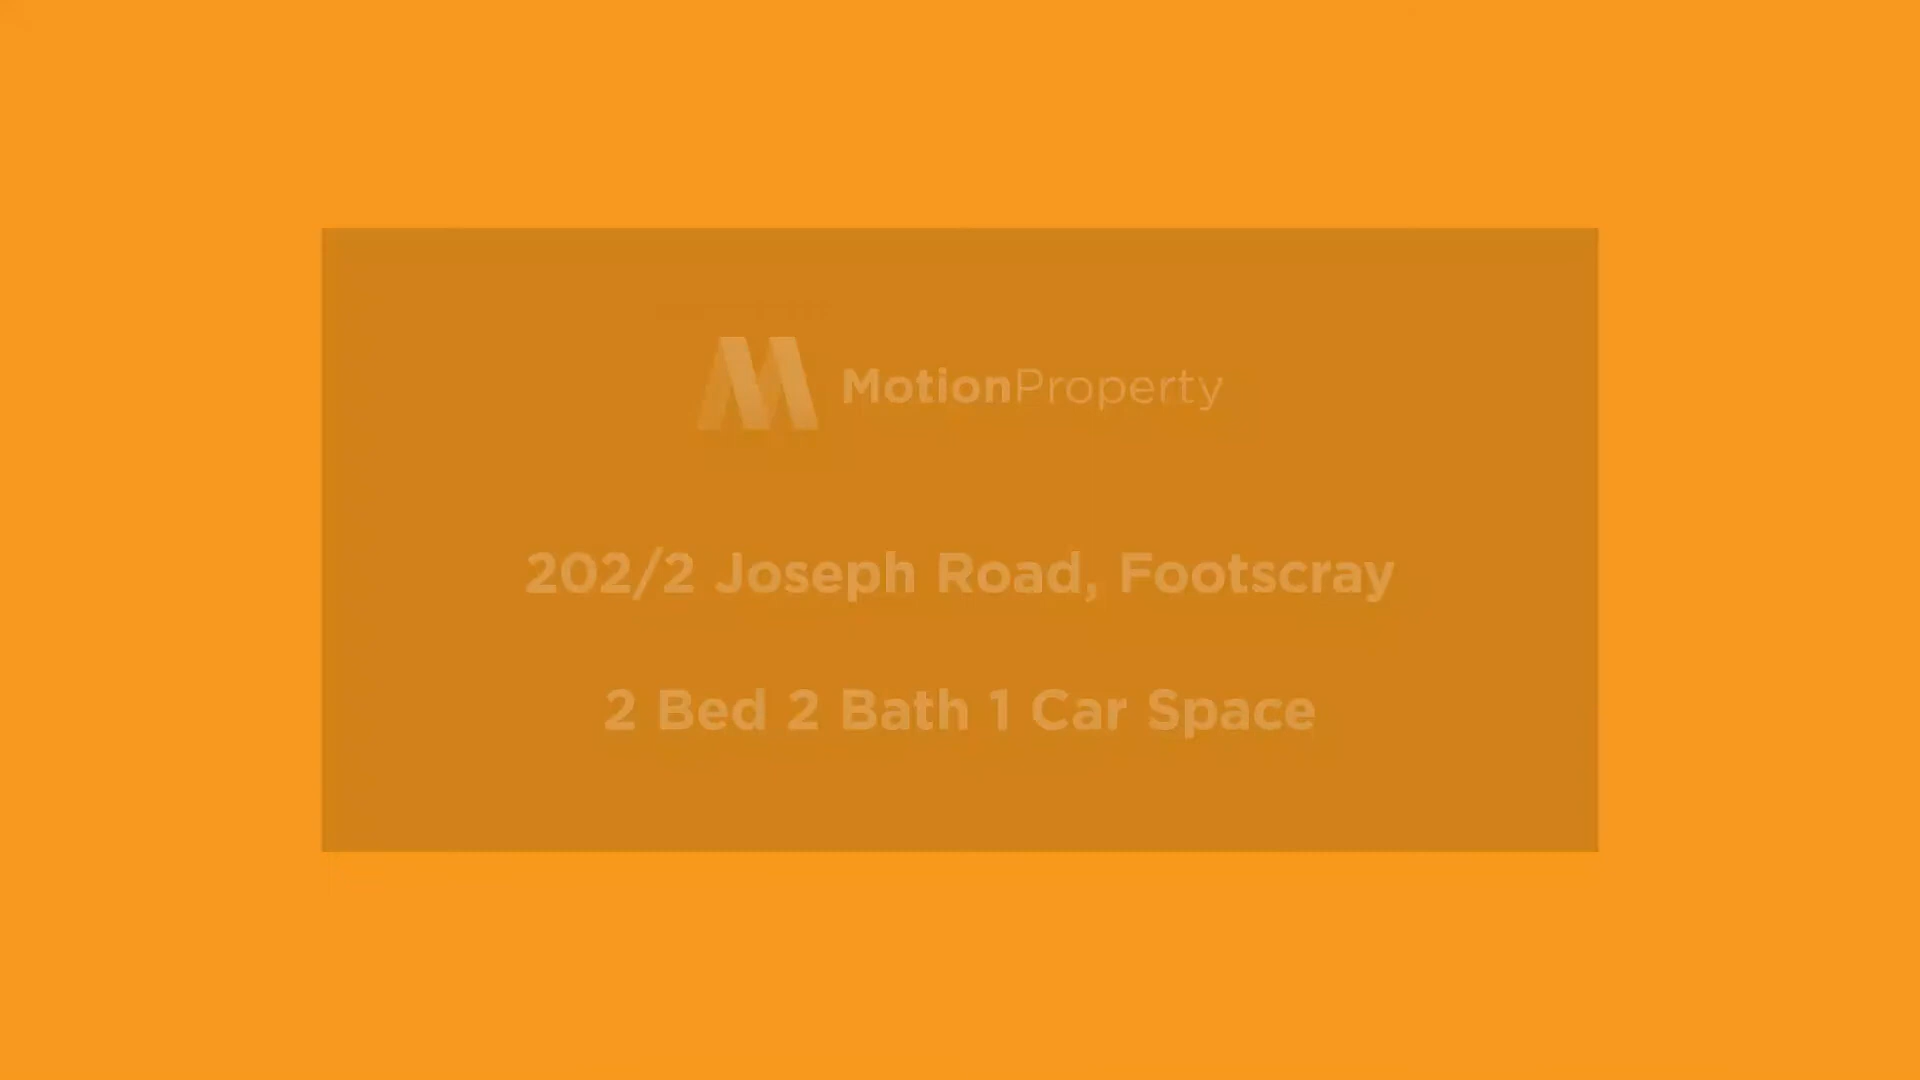 MotionProperty
202/2 Joseph Road, Footscray
2 Bed 2 Bath 1 Car Space